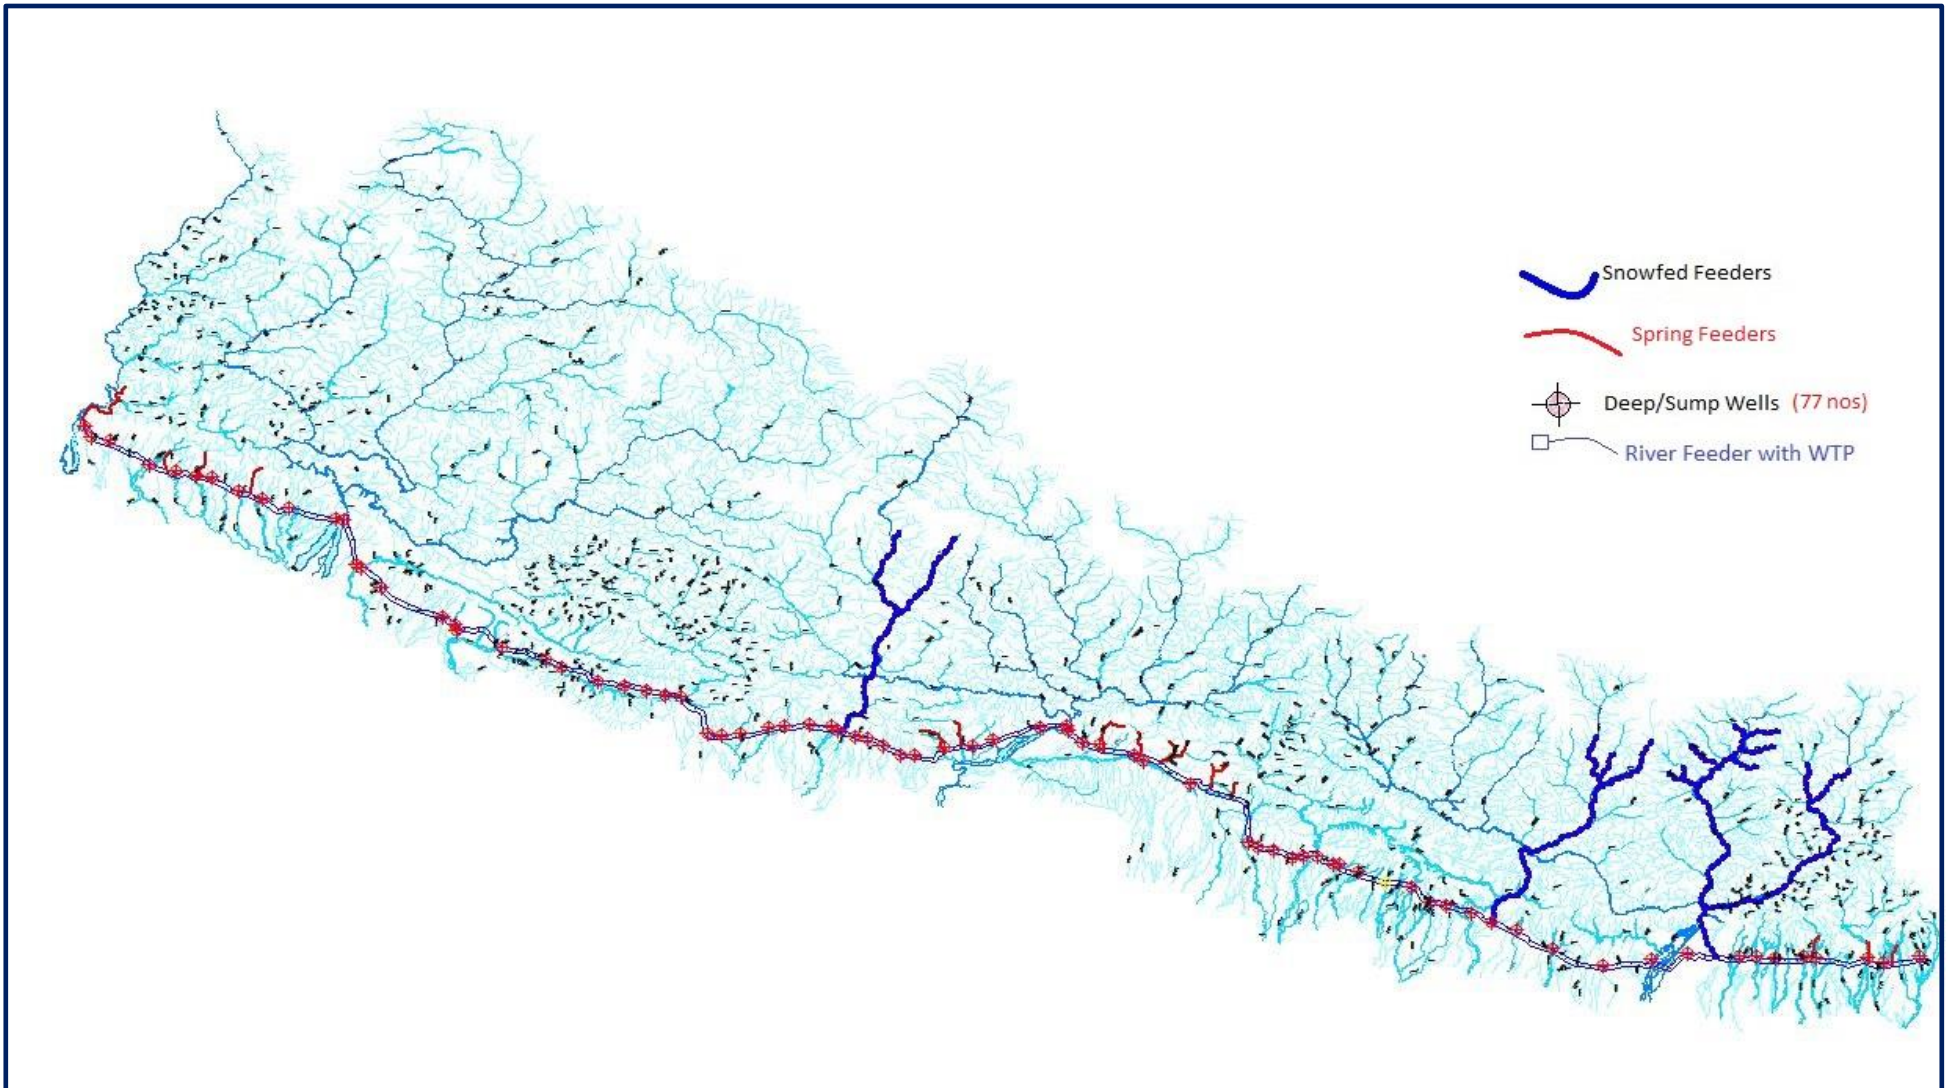 Snowfed Feeders
Spring Feeders
Deep/Sump Wells (77 nos)
River Feeder with WTP